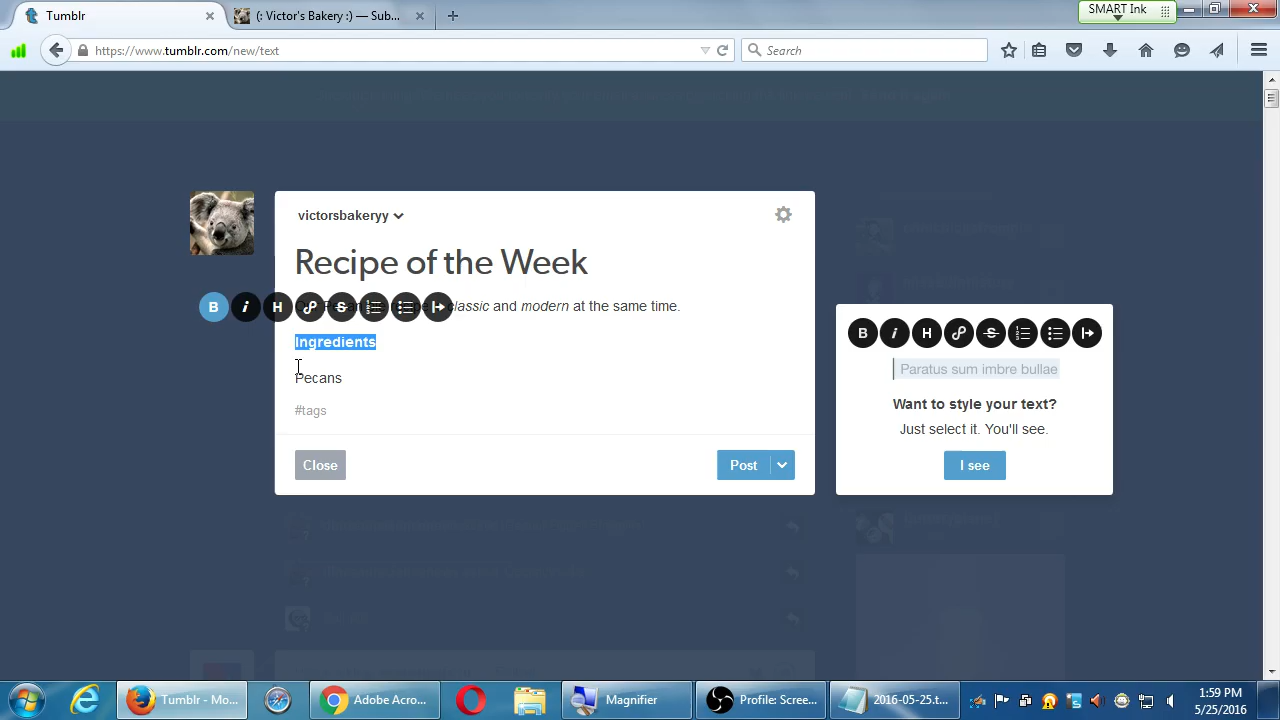 Tumblr
(: Victor's Bakery :) — Sub...
SMART Ink
https://www.tumblr.com/new/text
Search
victorsbakeryy
Recipe of the Week
classic and modern at the same time.
B i H S
Ingredients
Pecans
#tags
Close
Post
B i H S
Paratus sum imbre bullae
Want to style your text?
Just select it. You'll see.
I see
Tumblr - Mo...
Adobe Acro...
Magnifier
Profile: Scree...
2016-05-25.t...
1:59 PM
5/25/2016